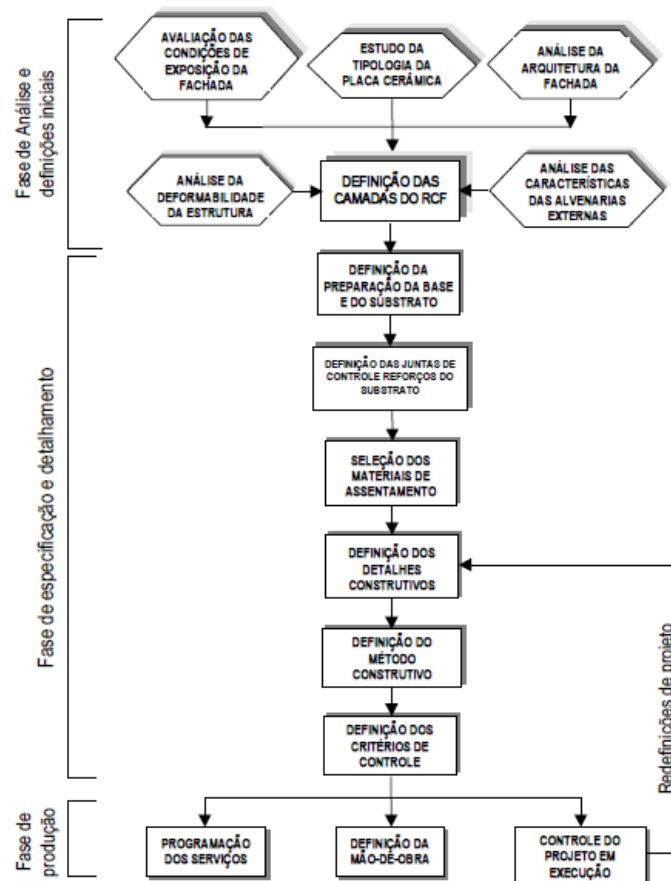 AVALIAÇÃO DAS
CONDIÇÕES DE
EXPOSIÇÃO DA
FACHADA
ESTUDO DA
TIPOLOGIA DA
PLACA CERÂMICA
ANÁLISE DA
ARQUITETURA DA
FACHADA
Fase de Análise e
definições iniciais
ANÁLISE DA
DEFORMABILIDADE
DA ESTRUTURA
DEFINIÇÃO DAS
CAMADAS DO RCF
ANÁLISE DAS
CARACTERÍSTICAS
DAS ALVENARIAS
EXTERNAS
Fase de especificação e detalhamento
DEFINIÇÃO DA
PREPARAÇÃO DA BASE
E DO SUBSTRATO
DEFINIÇÃO DAS JUNTAS DE
CONTROLE REFORÇOS DO
SUBSTRATO
SELEÇÃO DOS
MATERIAIS DE
ASSENTAMENTO
DEFINIÇÃO DOS
DETALHES
CONSTRUTIVOS
DEFINIÇÃO DO
MÉTODO
CONSTRUTIVO
DEFINIÇÃO DOS
CRITÉRIOS DE
CONTROLE
Redefinições de projeto
Fase de
produção
PROGRAMAÇÃO
DOS SERVIÇOS
DEFINIÇÃO DA
MÃO-DE-OBRA
CONTROLE DO
PROJETO EM
EXECUÇÃO